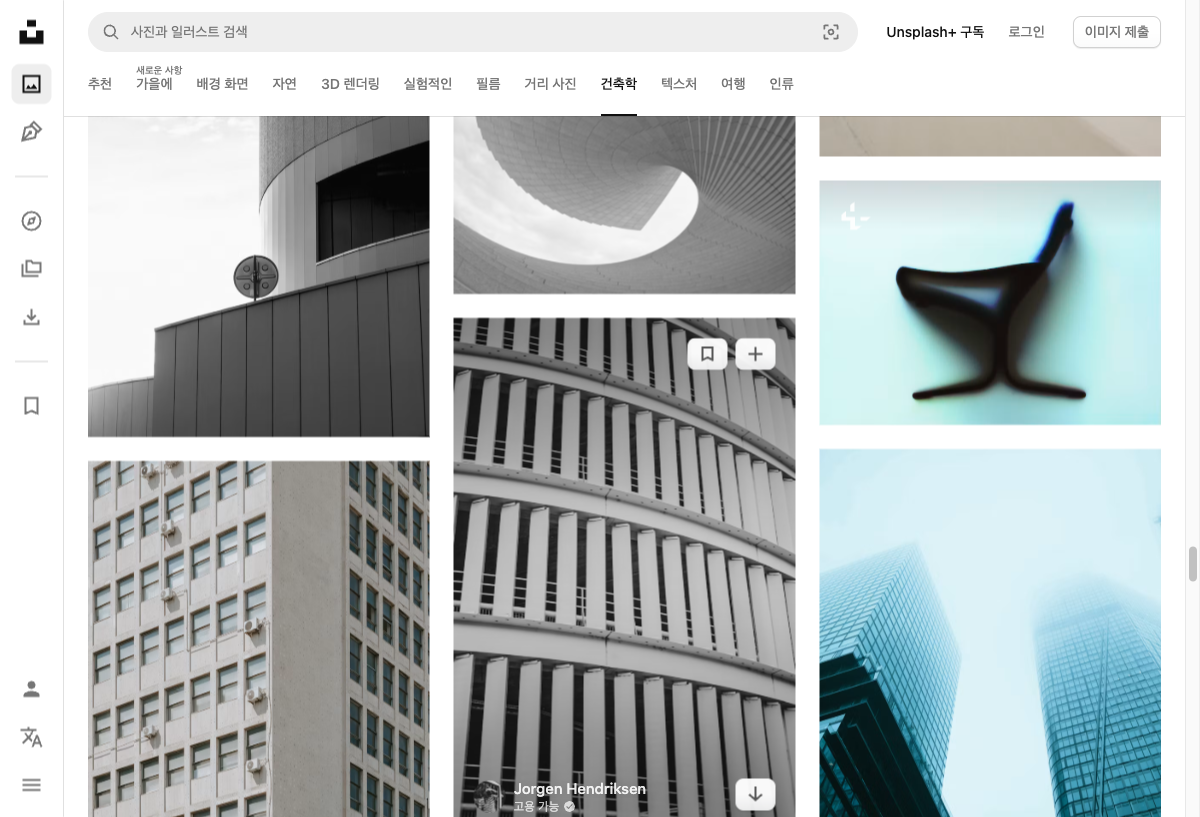 사진과 일러스트 검색
Unsplash+ 구독
로그인
이미지 제출
추천
새로운 사항
가을에
배경 화면
자연
3D 렌더링
실험적인
필름
거리 사진
건축학
텍스처
여행
인류
Jorgen Hendriksen
고용 가능